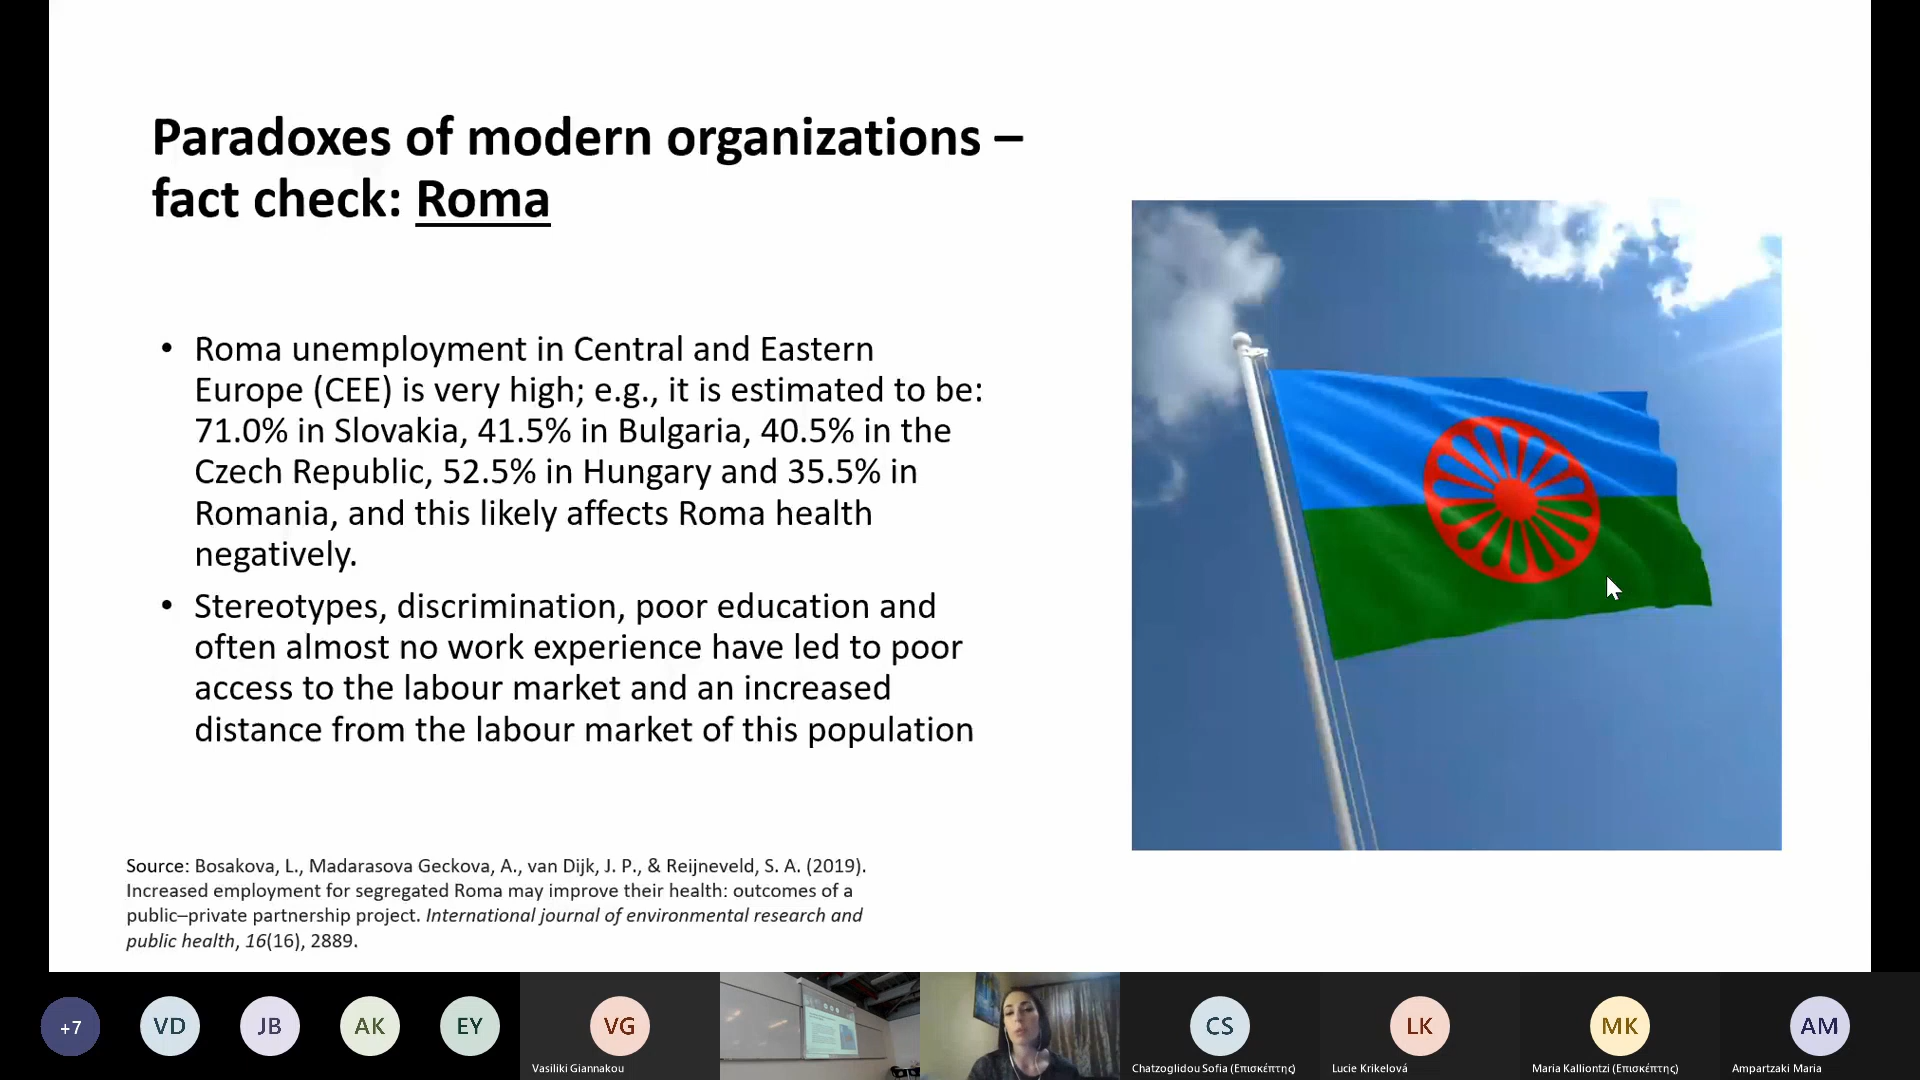 Paradoxes of modern organizations –
fact check: Roma
• Roma unemployment in Central and Eastern
Europe (CEE) is very high; e.g., it is estimated to be:
71.0% in Slovakia, 41.5% in Bulgaria, 40.5% in the
Czech Republic, 52.5% in Hungary and 35.5% in
Romania, and this likely affects Roma health
negatively.
• Stereotypes, discrimination, poor education and
often almost no work experience have led to poor
access to the labour market and an increased
distance from the labour market of this population
Source: Bosakova, L., Madarasova Geckova, A., van Dijk, J. P., & Reijneveld, S. A. (2019).
Increased employment for segregated Roma may improve their health: outcomes of a
public–private partnership project. International journal of environmental research and
public health, 16(16), 2889.
+7
VD
JB
AK
EY
VG
CS
LK
MK
AM
Vasiliki Giannakou
Chatzoglidou Sofia (Επισκέπτης)
Lucie Krikelová
Maria Kalliontzi (Επισκέπτης)
Ampartzaki Maria